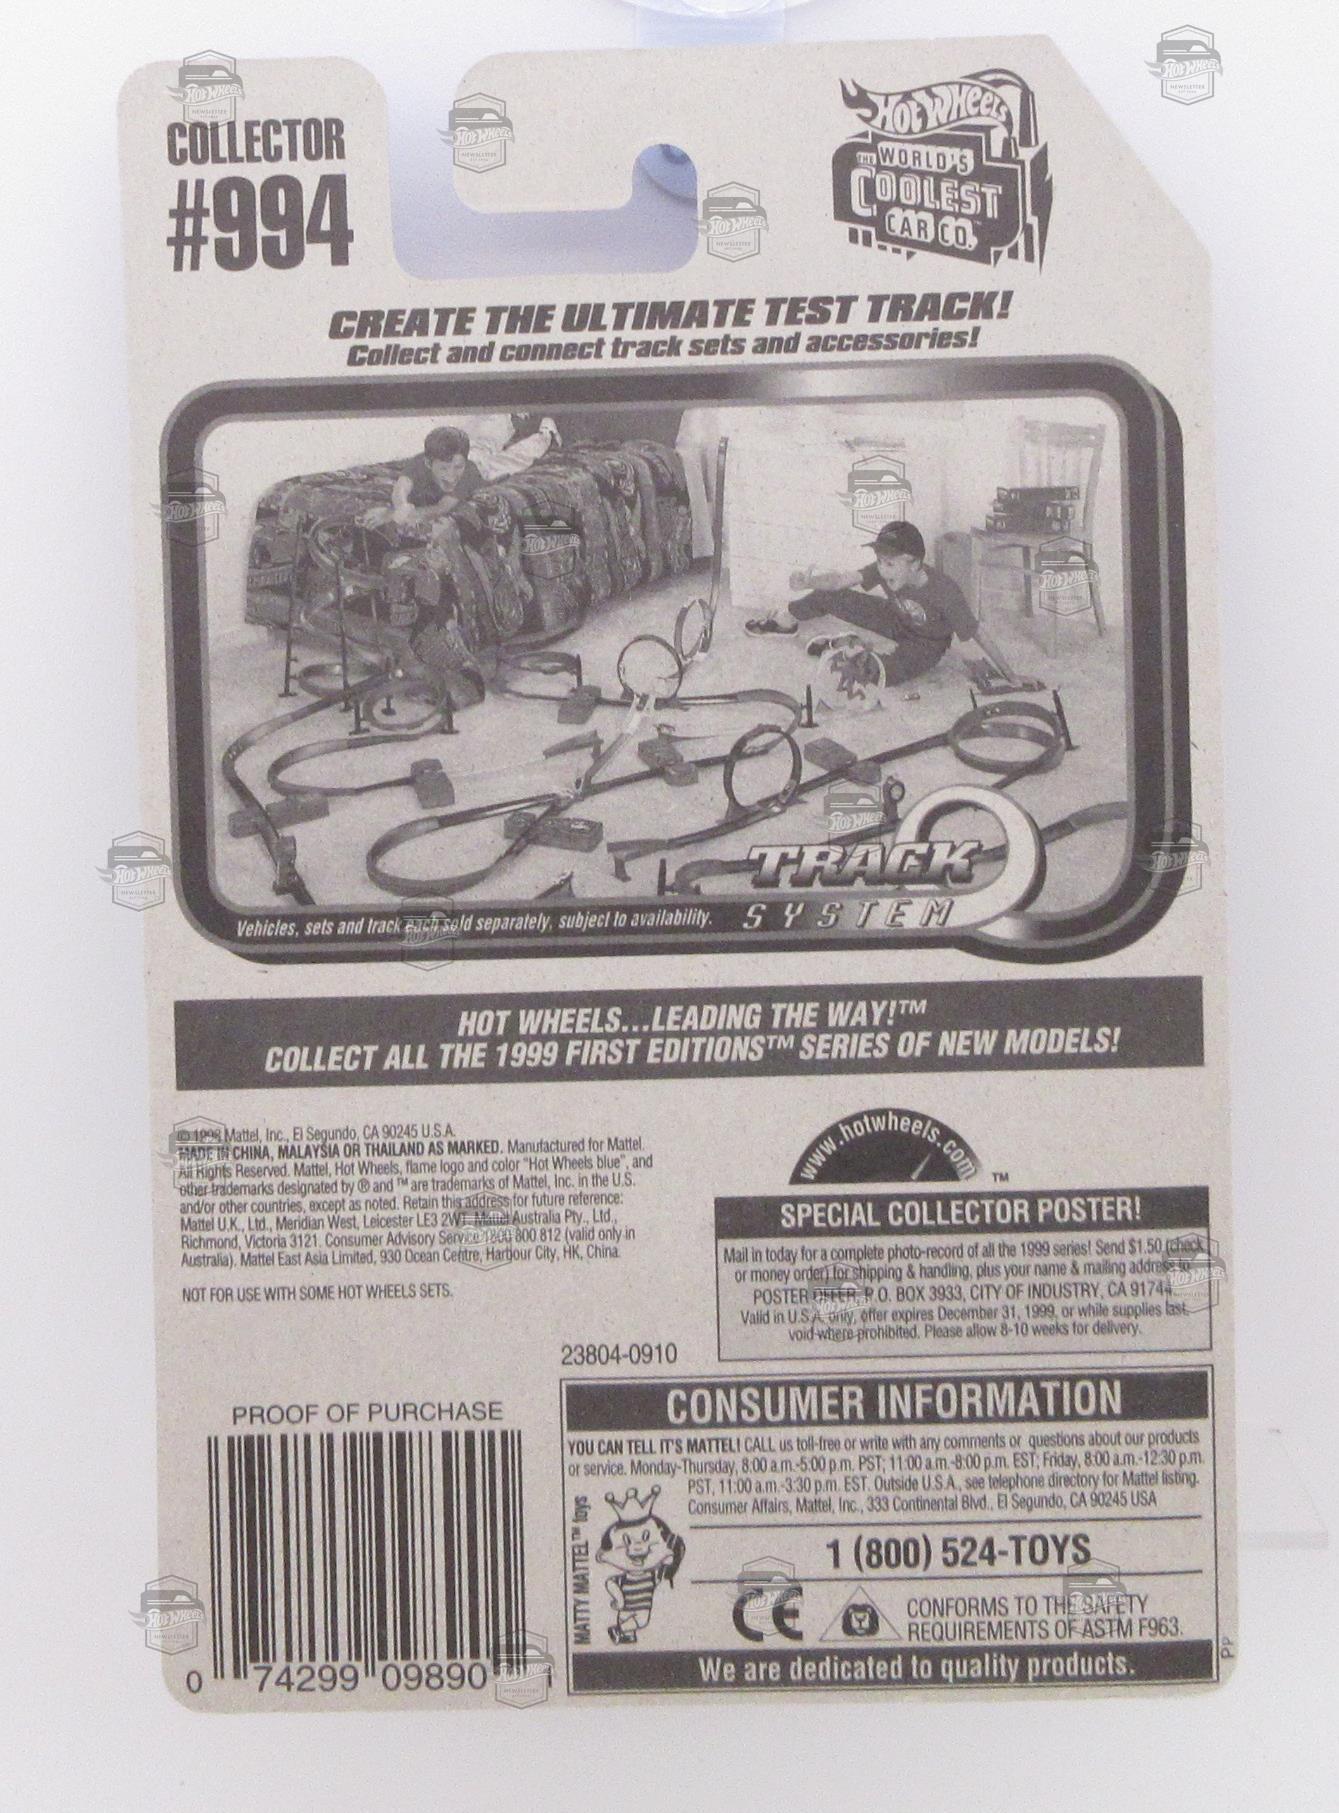 COLLECTOR
#994
HOT WHEELS
THE WORLD'S
COOLEST
CAR CO.
CREATE THE ULTIMATE TEST TRACK!
Collect and connect track sets and accessories!
TRACK
SYSTEM
Vehicles, sets and track each sold separately, subject to availability.
HOT WHEELS...LEADING THE WAY!™
COLLECT ALL THE 1999 FIRST EDITIONS™ SERIES OF NEW MODELS!
© 1998 Mattel, Inc., El Segundo, CA 90245 U.S.A.
MADE IN CHINA, MALAYSIA OR THAILAND AS MARKED. Manufactured for Mattel.
All Rights Reserved. Mattel, Hot Wheels, flame logo and color "Hot Wheels blue", and
other trademarks designated by ® and ™ are trademarks of Mattel, Inc. in the U.S.
and/or other countries, except as noted. Retain this address for future reference:
Mattel U.K., Ltd., Meridian West, Leicester LE3 2WT. Mattel Australia Pty., Ltd.,
Richmond, Victoria 3121. Consumer Advisory Service 1800 800 812 (valid only in
Australia). Mattel East Asia Limited, 930 Ocean Centre, Harbour City, HK, China.
NOT FOR USE WITH SOME HOT WHEELS SETS.
www.hotwheels.com ™
SPECIAL COLLECTOR POSTER!
Mail in today for a complete photo-record of all the 1999 series! Send $1.50 (check
or money order) for shipping & handling, plus your name & mailing address to
POSTER OFFER, P.O. BOX 3933, CITY OF INDUSTRY, CA 91744.
Valid in U.S.A. only, offer expires December 31, 1999, or while supplies last,
void where prohibited. Please allow 8-10 weeks for delivery.
23804-0910
PROOF OF PURCHASE
0 74299 09890
CONSUMER INFORMATION
YOU CAN TELL IT'S MATTEL! CALL us toll-free or write with any comments or questions about our products
or service. Monday-Thursday, 8:00 a.m.-5:00 p.m. PST; 11:00 a.m.-8:00 p.m. EST; Friday, 8:00 a.m.-12:30 p.m.
PST, 11:00 a.m.-3:30 p.m. EST. Outside U.S.A., see telephone directory for Mattel listing.
Consumer Affairs, Mattel, Inc., 333 Continental Blvd., El Segundo, CA 90245 USA
MATTY MATTEL™ toys
1 (800) 524-TOYS
CE
CONFORMS TO THE SAFETY
REQUIREMENTS OF ASTM F963.
We are dedicated to quality products.
PP